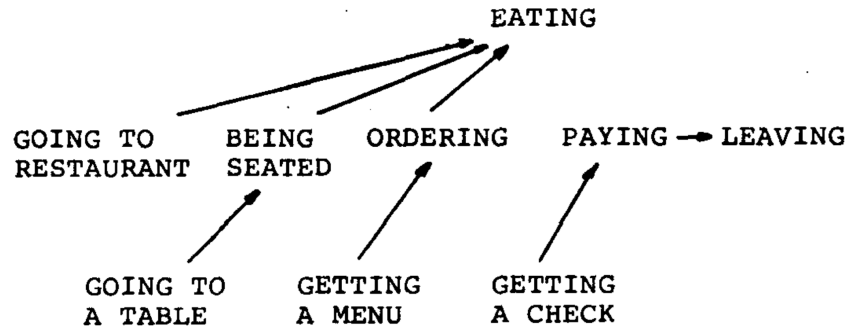 EATING
GOING TO BEING ORDERING PAYING LEAVING
RESTAURANT SEATED
GOING TO GETTING GETTING
A TABLE A MENU A CHECK